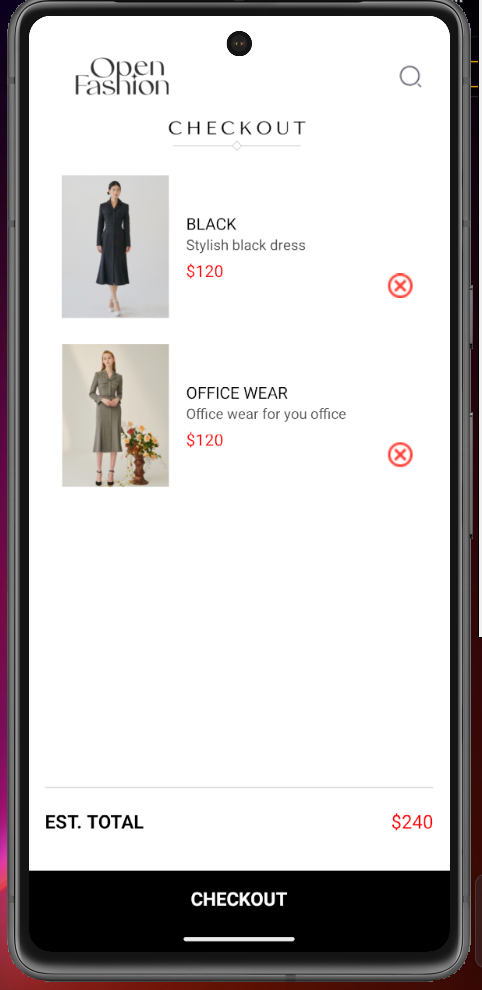 Open
Fashion
CHECKOUT
BLACK
Stylish black dress
$120
OFFICE WEAR
Office wear for you office
$120
EST. TOTAL
$240
CHECKOUT